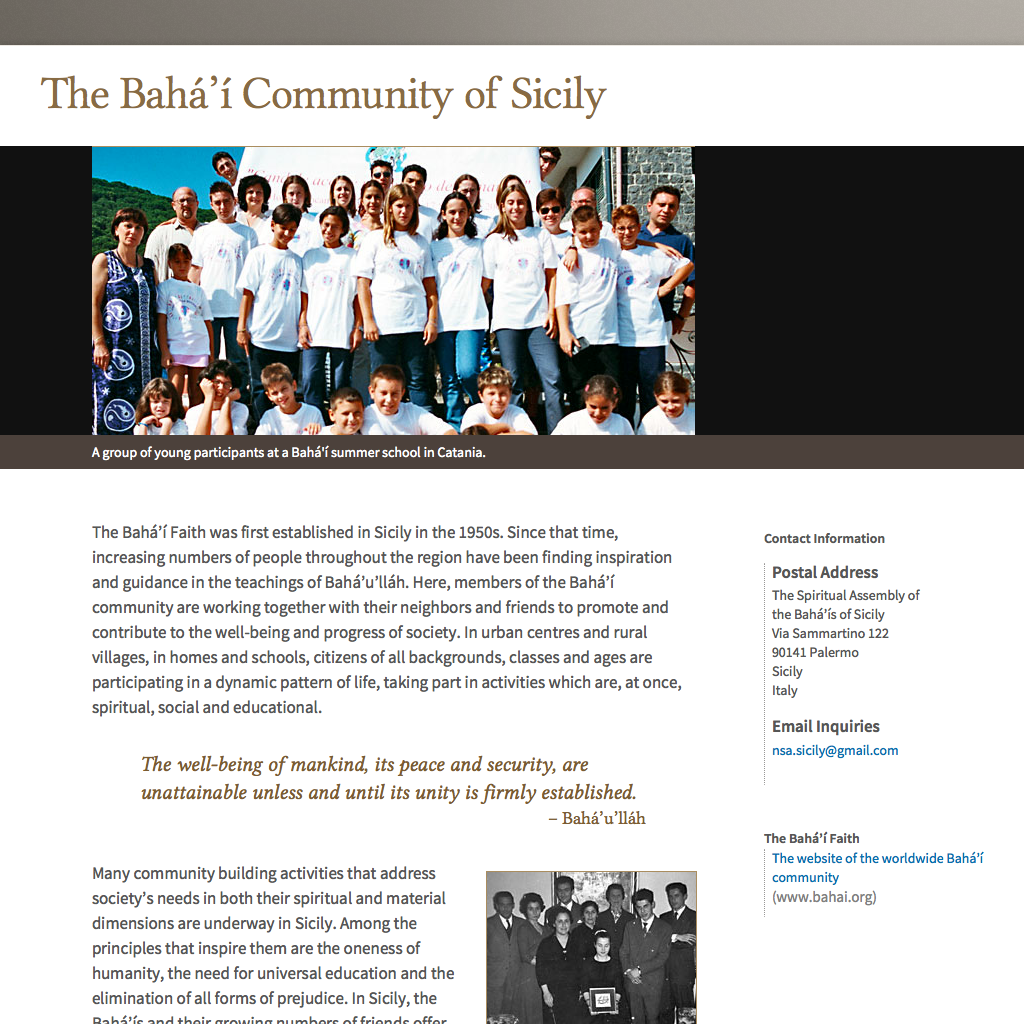 The Bahá’í Community of Sicily
A group of young participants at a Bahá'í summer school in Catania.
The Bahá’í Faith was first established in Sicily in the 1950s. Since that time,
increasing numbers of people throughout the region have been finding inspiration
and guidance in the teachings of Bahá’u’lláh. Here, members of the Bahá’í
community are working together with their neighbors and friends to promote and
contribute to the well-being and progress of society. In urban centres and rural
villages, in homes and schools, citizens of all backgrounds, classes and ages are
participating in a dynamic pattern of life, taking part in activities which are, at once,
spiritual, social and educational.
The well-being of mankind, its peace and security, are
unattainable unless and until its unity is firmly established.
– Bahá’u’lláh
Many community building activities that address
society’s needs in both their spiritual and material
dimensions are underway in Sicily. Among the
principles that inspire them are the oneness of
humanity, the need for universal education and the
elimination of all forms of prejudice. In Sicily, the
Bahá’ís and their growing numbers of friends offer
Contact Information
Postal Address
The Spiritual Assembly of
the Bahá’ís of Sicily
Via Sammartino 122
90141 Palermo
Sicily
Italy
Email Inquiries
nsa.sicily@gmail.com
The Bahá’í Faith
The website of the worldwide Bahá’í
community
(www.bahai.org)